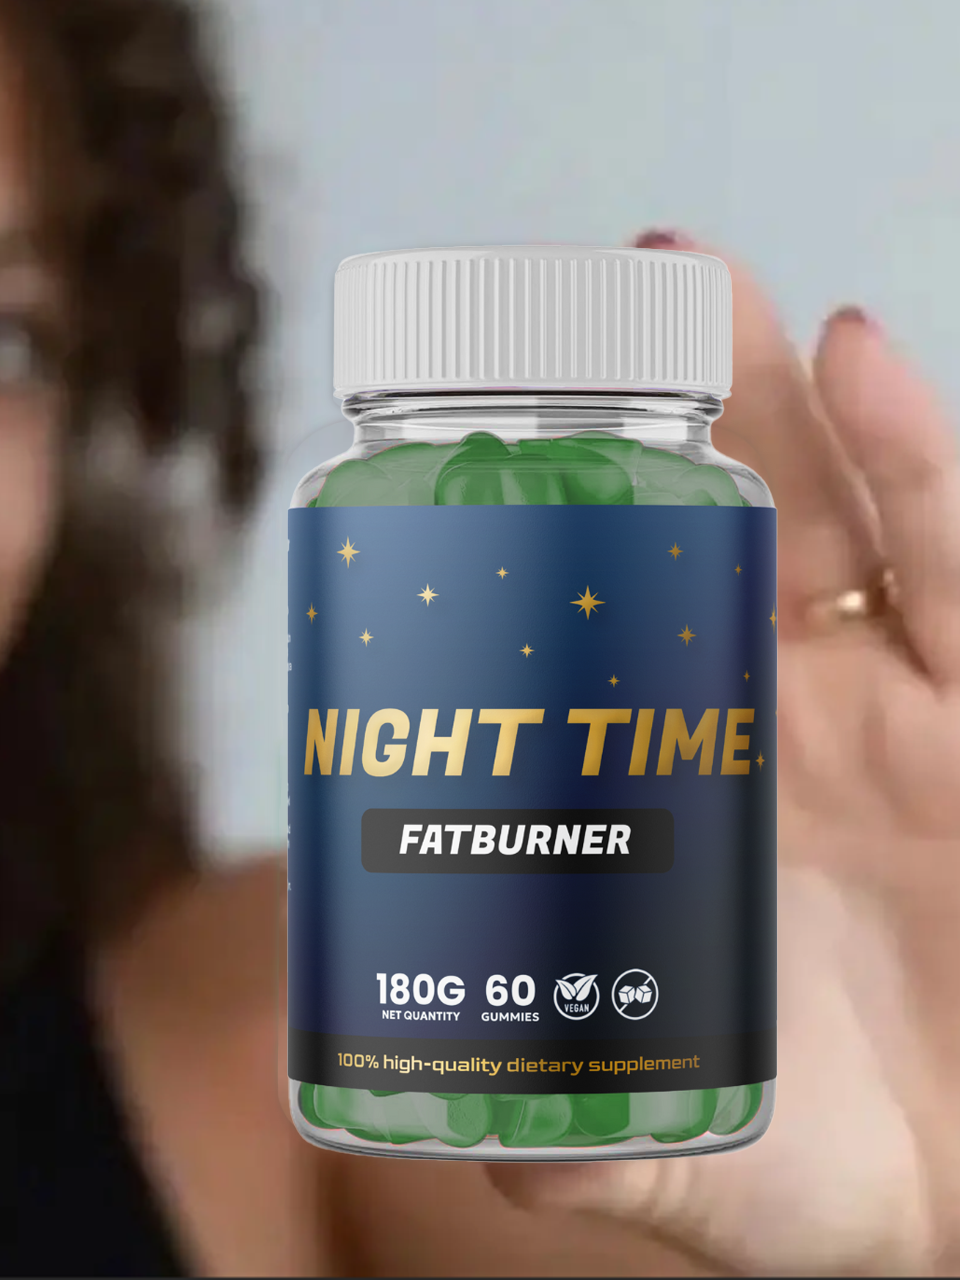 NIGHT TIME
FATBURNER
180G 60
NET QUANTITY GUMMIES
VEGAN
100% high-quality dietary supplement